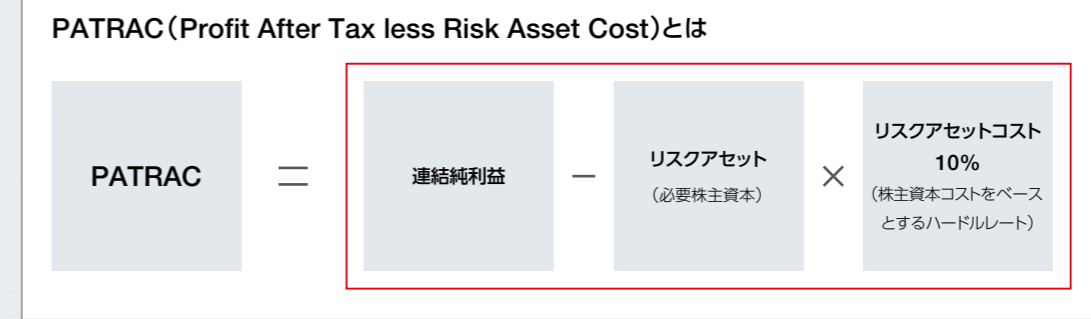 PATRAC（Profit After Tax less Risk Asset Cost）とは
PATRAC
＝
連結純利益
－
リスクアセット
（必要株主資本）
×
リスクアセットコスト
10%
（株主資本コストをベース
とするハードルレート）